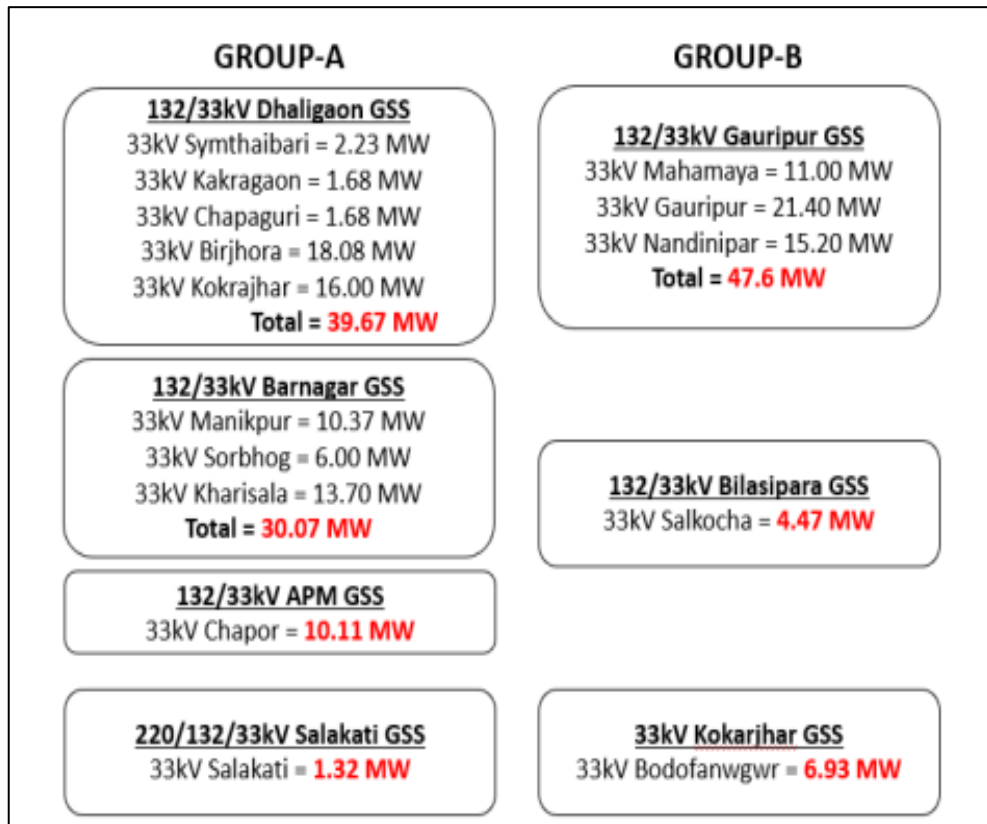 GROUP-A
132/33kV Dhaligaon GSS
33kV Symthaibari = 2.23 MW
33kV Kakragaon = 1.68 MW
33kV Chapaguri = 1.68 MW
33kV Birjhora = 18.08 MW
33kV Kokrajhar = 16.00 MW
Total = 39.67 MW
132/33kV Barnagar GSS
33kV Manikpur = 10.37 MW
33kV Sorbhog = 6.00 MW
33kV Kharisala = 13.70 MW
Total = 30.07 MW
132/33kV APM GSS
33kV Chapor = 10.11 MW
220/132/33kV Salakati GSS
33kV Salakati = 1.32 MW
GROUP-B
132/33kV Gauripur GSS
33kV Mahamaya = 11.00 MW
33kV Gauripur = 21.40 MW
33kV Nandinipar = 15.20 MW
Total = 47.6 MW
132/33kV Bilasipara GSS
33kV Salkocha = 4.47 MW
33kV Kokarjhar GSS
33kV Bodofanwgwr = 6.93 MW